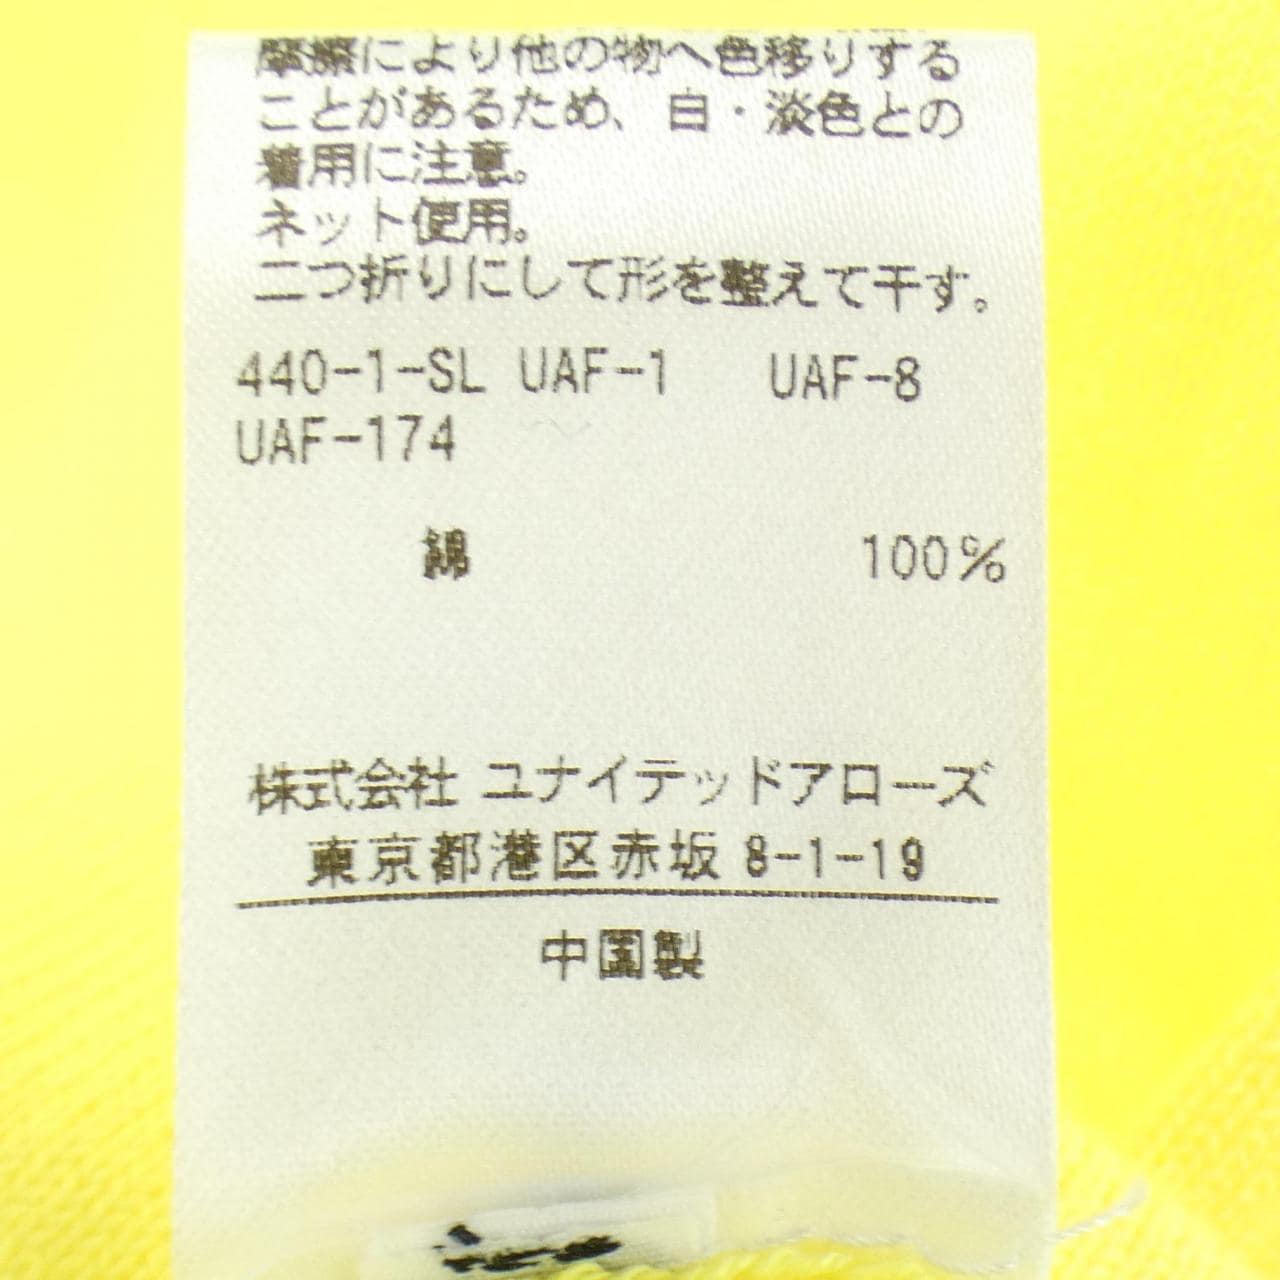 摩擦により他の物へ色移りする
ことがあるため、白・淡色との
着用に注意。
ネット使用。
二つ折りにして形を整えて干す。
440-1-SL UAF-1 UAF-8
UAF-174
綿 100%
株式会社 ユナイテッドアローズ
東京都港区赤坂 8-1-19
中国製